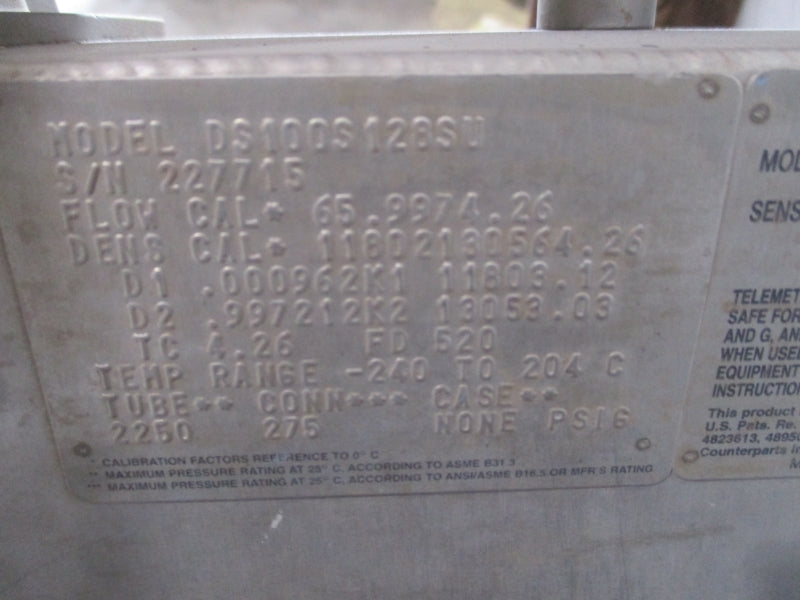 MODEL DS100S128SU
S/N 227715
FLOW CAL* 65.9974.26
DENS CAL* 11802130564.26
D1 .000962K1 11803.12
D2 .997212K2 13053.03
TC 4.26 FD 520
TEMP RANGE -240 TO 204 C
TUBE** CONN*** CASE**
2250 275 NONE PSIG
* CALIBRATION FACTORS REFERENCE TO 0° C
** MAXIMUM PRESSURE RATING AT 25° C, ACCORDING TO ASME B31.3
*** MAXIMUM PRESSURE RATING AT 25° C, ACCORDING TO ANSI/ASME B16.5 OR MFR'S RATING
MOD
SENS
TELEMET
SAFE FOR
AND G, AN
WHEN USE
EQUIPMENT
INSTRUCTION
This product
U.S. Pats. Re.
4823613, 4895
Counterparts in
M